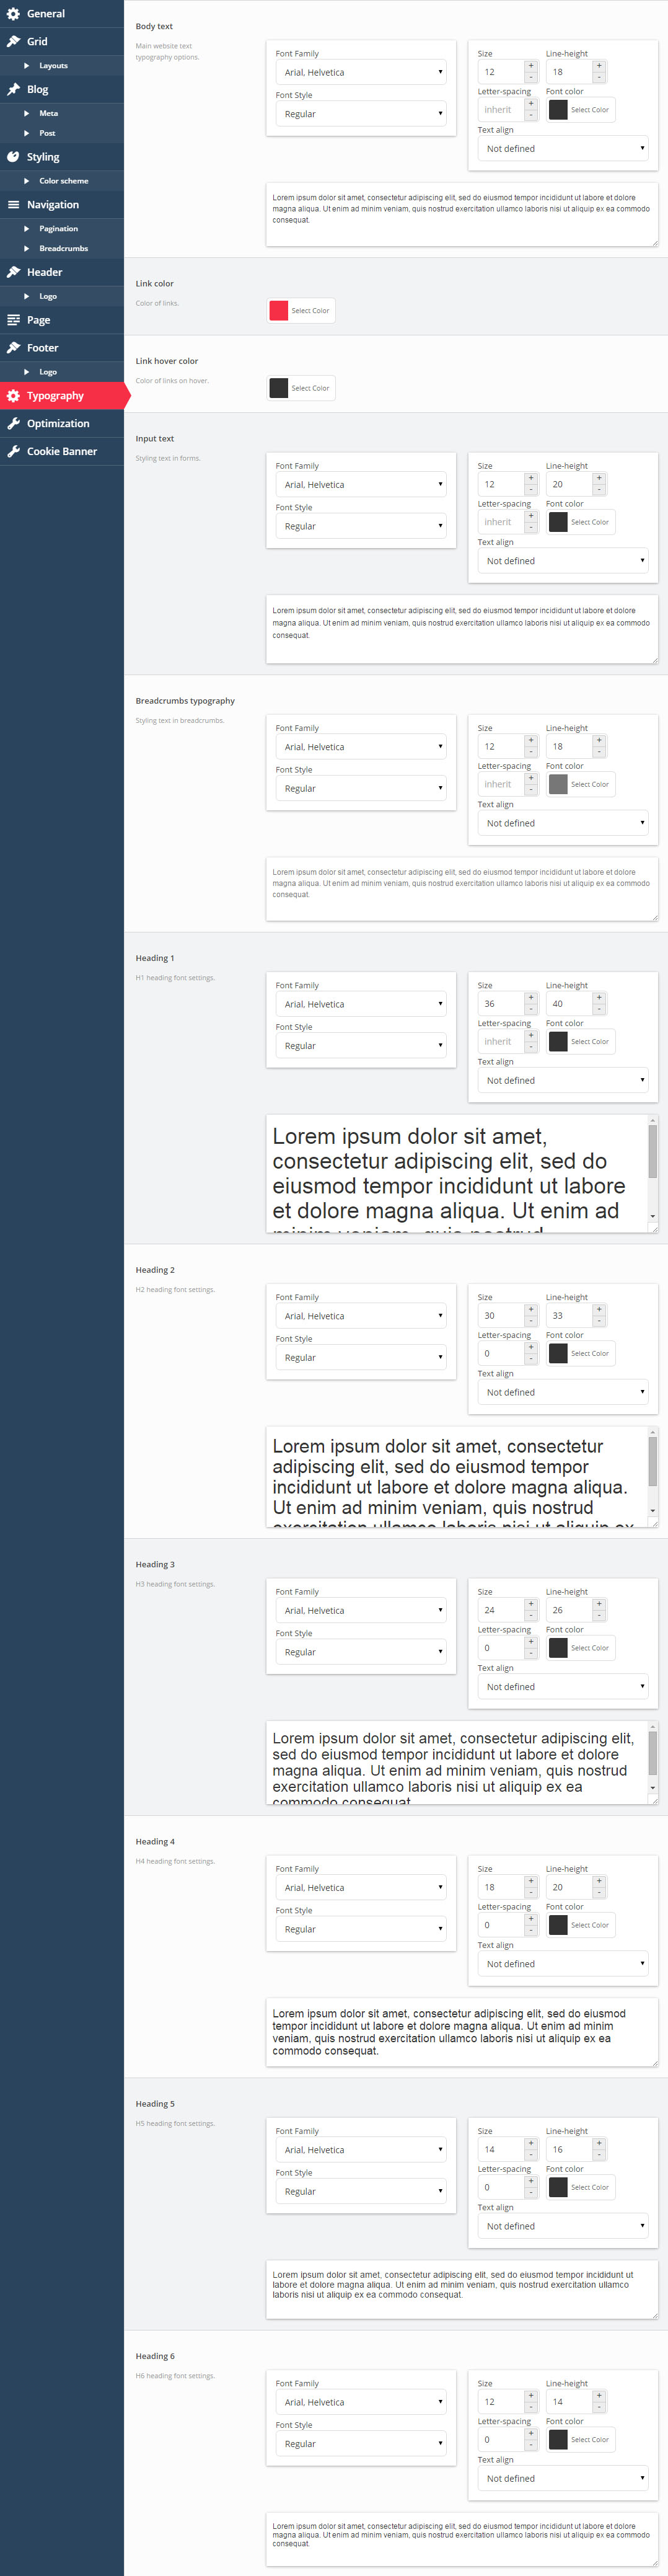 General
Grid
Layouts
Blog
Meta
Post
Styling
Color scheme
Navigation
Pagination
Breadcrumbs
Header
Logo
Page
Footer
Logo
Typography
Optimization
Cookie Banner
Body text
Main website text
typography options.
Font Family
Arial, Helvetica
Font Style
Regular
Size Line-height
12 + - 18 + -
Letter-spacing Font color
inherit + - Select Color
Text align
Not defined
Lorem ipsum dolor sit amet, consectetur adipiscing elit, sed do eiusmod tempor incididunt ut labore et dolore
magna aliqua. Ut enim ad minim veniam, quis nostrud exercitation ullamco laboris nisi ut aliquip ex ea commodo
consequat.
Link color
Color of links.
Select Color
Link hover color
Color of links on hover.
Select Color
Input text
Styling text in forms.
Font Family
Arial, Helvetica
Font Style
Regular
Size Line-height
12 + - 20 + -
Letter-spacing Font color
inherit + - Select Color
Text align
Not defined
Lorem ipsum dolor sit amet, consectetur adipiscing elit, sed do eiusmod tempor incididunt ut labore et dolore
magna aliqua. Ut enim ad minim veniam, quis nostrud exercitation ullamco laboris nisi ut aliquip ex ea commodo
consequat.
Breadcrumbs typography
Styling text in breadcrumbs.
Font Family
Arial, Helvetica
Font Style
Regular
Size Line-height
12 + - 18 + -
Letter-spacing Font color
inherit + - Select Color
Text align
Not defined
Lorem ipsum dolor sit amet, consectetur adipiscing elit, sed do eiusmod tempor incididunt ut labore et dolore
magna aliqua. Ut enim ad minim veniam, quis nostrud exercitation ullamco laboris nisi ut aliquip ex ea commodo
consequat.
Heading 1
H1 heading font settings.
Font Family
Arial, Helvetica
Font Style
Regular
Size Line-height
36 + - 40 + -
Letter-spacing Font color
inherit + - Select Color
Text align
Not defined
Lorem ipsum dolor sit amet,
consectetur adipiscing elit, sed do
eiusmod tempor incididunt ut labore
et dolore magna aliqua. Ut enim ad
minim veniam, quis nostrud
Heading 2
H2 heading font settings.
Font Family
Arial, Helvetica
Font Style
Regular
Size Line-height
30 + - 33 + -
Letter-spacing Font color
0 + - Select Color
Text align
Not defined
Lorem ipsum dolor sit amet, consectetur
adipiscing elit, sed do eiusmod tempor
incididunt ut labore et dolore magna aliqua.
Ut enim ad minim veniam, quis nostrud
exercitation ullamco laboris nisi ut aliquip ex
Heading 3
H3 heading font settings.
Font Family
Arial, Helvetica
Font Style
Regular
Size Line-height
24 + - 26 + -
Letter-spacing Font color
0 + - Select Color
Text align
Not defined
Lorem ipsum dolor sit amet, consectetur adipiscing elit,
sed do eiusmod tempor incididunt ut labore et dolore
magna aliqua. Ut enim ad minim veniam, quis nostrud
exercitation ullamco laboris nisi ut aliquip ex ea
commodo consequat.
Heading 4
H4 heading font settings.
Font Family
Arial, Helvetica
Font Style
Regular
Size Line-height
18 + - 20 + -
Letter-spacing Font color
0 + - Select Color
Text align
Not defined
Lorem ipsum dolor sit amet, consectetur adipiscing elit, sed do eiusmod
tempor incididunt ut labore et dolore magna aliqua. Ut enim ad minim
veniam, quis nostrud exercitation ullamco laboris nisi ut aliquip ex ea
commodo consequat.
Heading 5
H5 heading font settings.
Font Family
Arial, Helvetica
Font Style
Regular
Size Line-height
14 + - 16 + -
Letter-spacing Font color
0 + - Select Color
Text align
Not defined
Lorem ipsum dolor sit amet, consectetur adipiscing elit, sed do eiusmod tempor incididunt ut
labore et dolore magna aliqua. Ut enim ad minim veniam, quis nostrud exercitation ullamco
laboris nisi ut aliquip ex ea commodo consequat.
Heading 6
H6 heading font settings.
Font Family
Arial, Helvetica
Font Style
Regular
Size Line-height
12 + - 14 + -
Letter-spacing Font color
0 + - Select Color
Text align
Not defined
Lorem ipsum dolor sit amet, consectetur adipiscing elit, sed do eiusmod tempor incididunt ut labore et dolore
magna aliqua. Ut enim ad minim veniam, quis nostrud exercitation ullamco laboris nisi ut aliquip ex ea commodo
consequat.